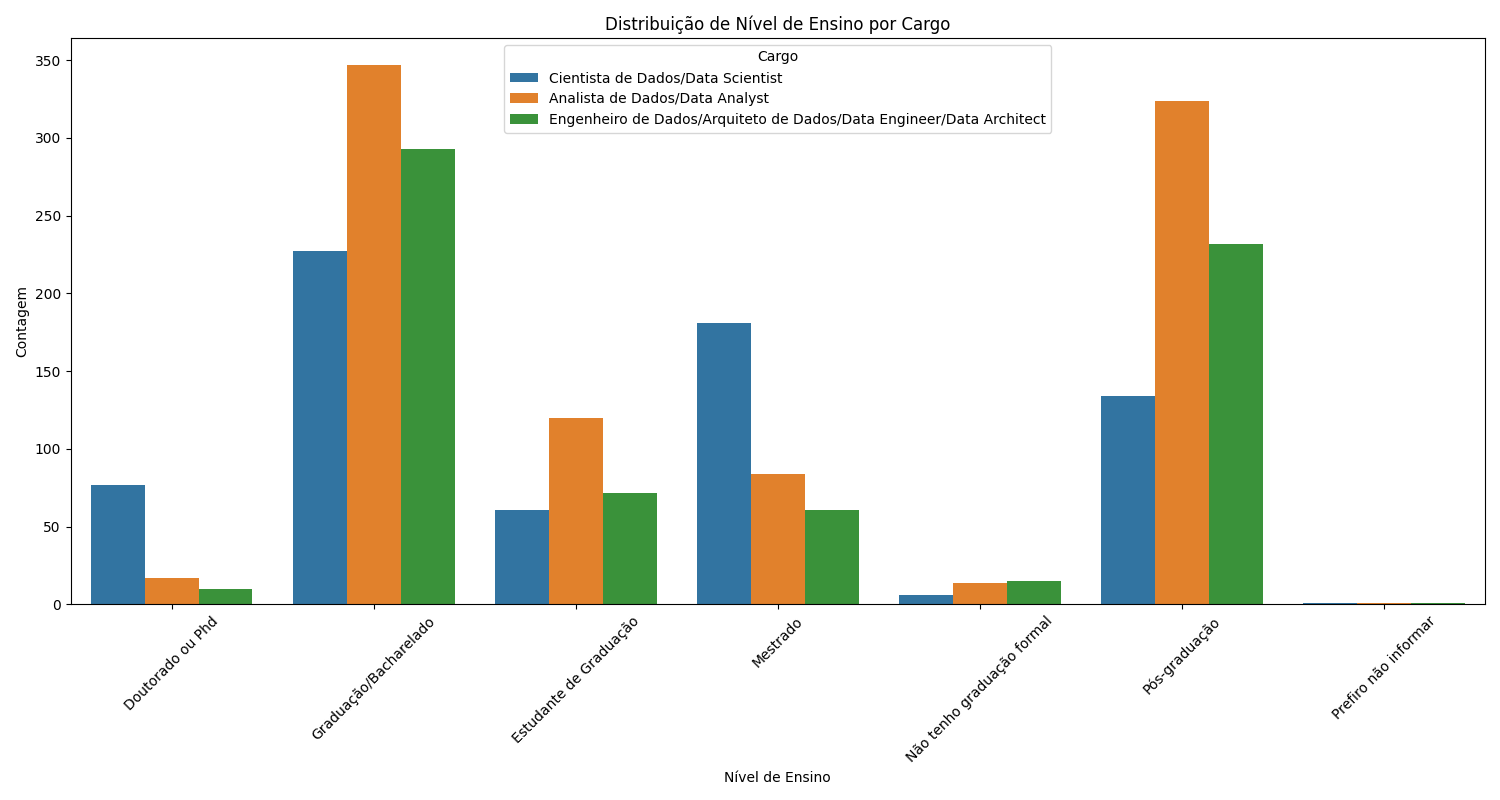 Distribuição de Nível de Ensino por Cargo
Cargo
Cientista de Dados/Data Scientist
Analista de Dados/Data Analyst
Engenheiro de Dados/Arquiteto de Dados/Data Engineer/Data Architect
Contagem
350
300
250
200
150
100
50
0
Doutorado ou Phd
Graduação/Bacharelado
Estudante de Graduação
Mestrado
Não tenho graduação formal
Pós-graduação
Prefiro não informar
Nível de Ensino